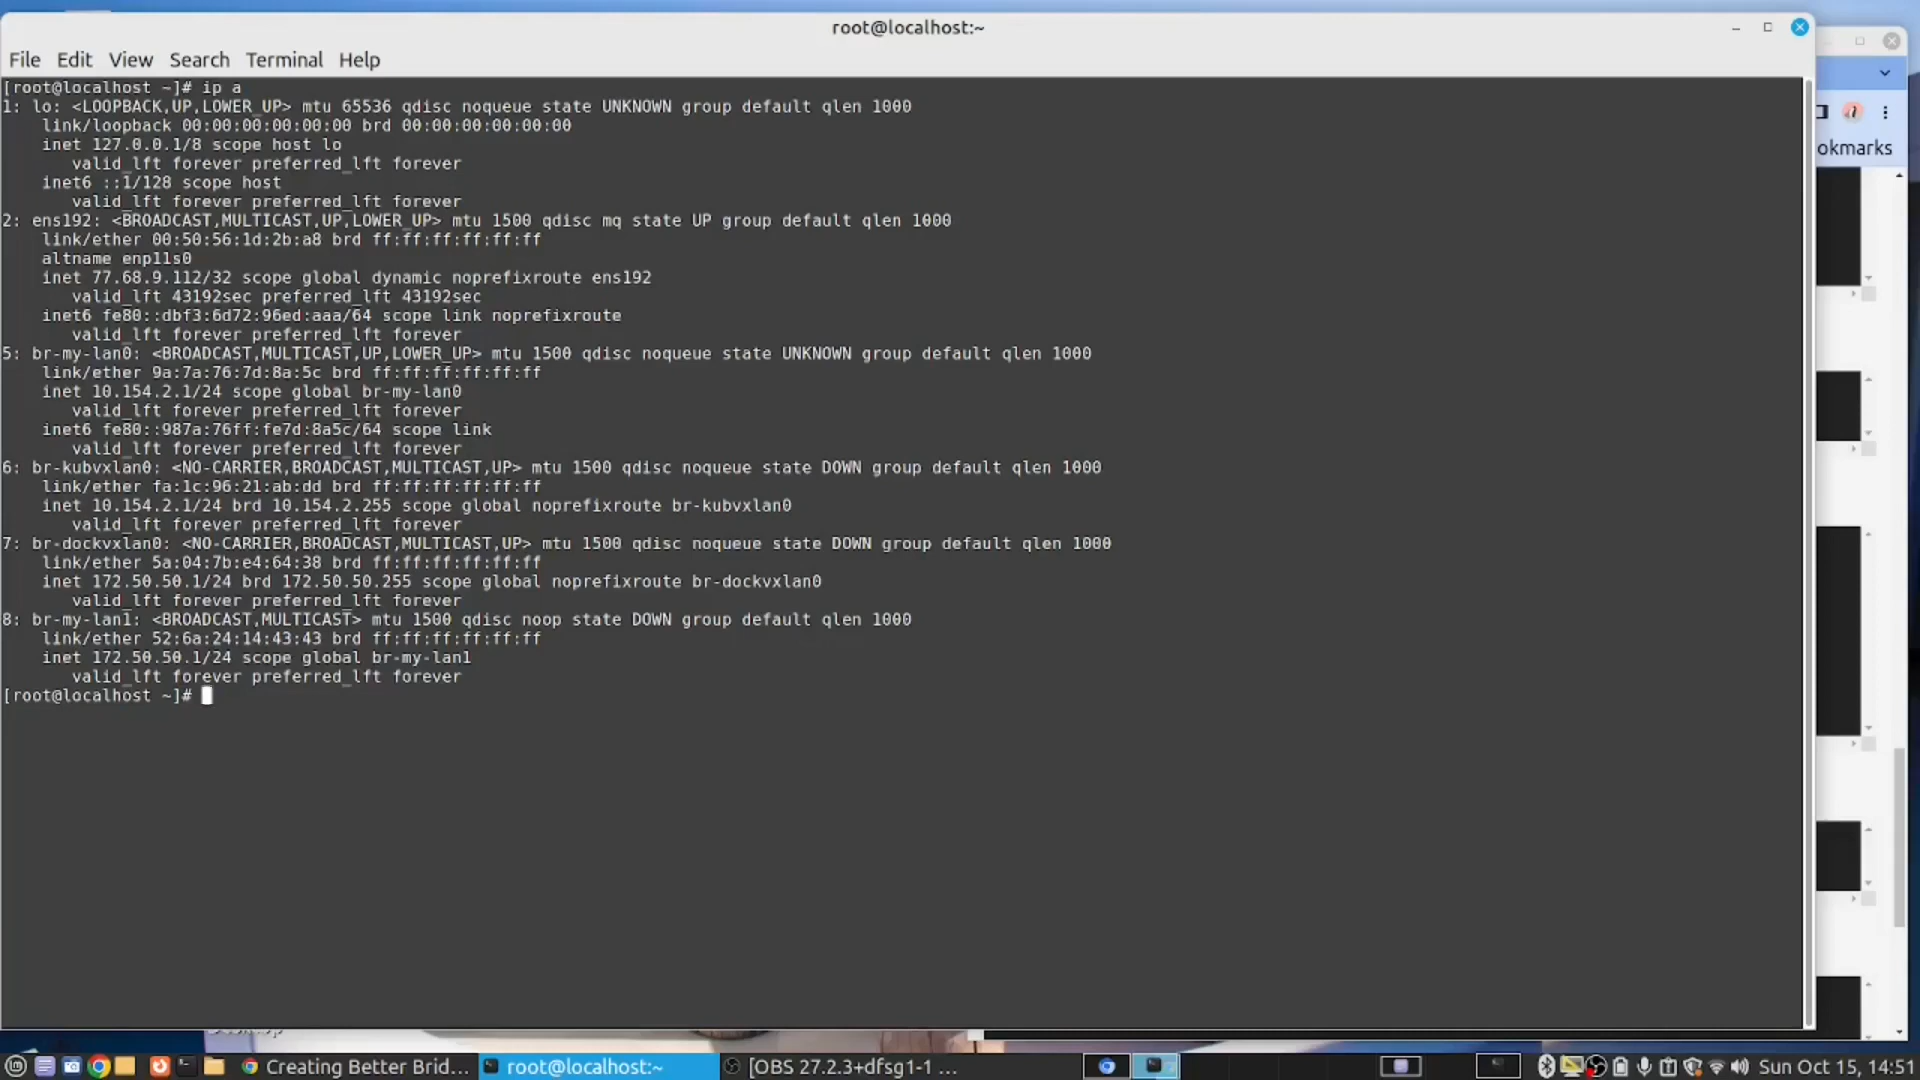 root@localhost:~
File Edit View Search Terminal Help
[root@localhost ~]# ip a
1: lo: <LOOPBACK,UP,LOWER_UP> mtu 65536 qdisc noqueue state UNKNOWN group default qlen 1000
link/loopback 00:00:00:00:00:00 brd 00:00:00:00:00:00
inet 127.0.0.1/8 scope host lo
valid_lft forever preferred_lft forever
inet6 ::1/128 scope host
valid_lft forever preferred_lft forever
2: ens192: <BROADCAST,MULTICAST,UP,LOWER_UP> mtu 1500 qdisc mq state UP group default qlen 1000
link/ether 00:50:56:1d:2b:a8 brd ff:ff:ff:ff:ff:ff
altname enp11s0
inet 77.68.9.112/32 scope global dynamic noprefixroute ens192
valid_lft 43192sec preferred_lft 43192sec
inet6 fe80::dbf3:6d72:96ed:aaa/64 scope link noprefixroute
valid_lft forever preferred_lft forever
5: br-my-lan0: <BROADCAST,MULTICAST,UP,LOWER_UP> mtu 1500 qdisc noqueue state UNKNOWN group default qlen 1000
link/ether 9a:7a:76:7d:8a:5c brd ff:ff:ff:ff:ff:ff
inet 10.154.2.1/24 scope global br-my-lan0
valid_lft forever preferred_lft forever
inet6 fe80::987a:76ff:fe7d:8a5c/64 scope link
valid_lft forever preferred_lft forever
6: br-kubvxlan0: <NO-CARRIER,BROADCAST,MULTICAST,UP> mtu 1500 qdisc noqueue state DOWN group default qlen 1000
link/ether fa:1c:96:21:ab:dd brd ff:ff:ff:ff:ff:ff
inet 10.154.2.1/24 brd 10.154.2.255 scope global noprefixroute br-kubvxlan0
valid_lft forever preferred_lft forever
7: br-dockvxlan0: <NO-CARRIER,BROADCAST,MULTICAST,UP> mtu 1500 qdisc noqueue state DOWN group default qlen 1000
link/ether 5a:04:7b:e4:64:38 brd ff:ff:ff:ff:ff:ff
inet 172.50.50.1/24 brd 172.50.50.255 scope global noprefixroute br-dockvxlan0
valid_lft forever preferred_lft forever
8: br-my-lan1: <BROADCAST,MULTICAST> mtu 1500 qdisc noop state DOWN group default qlen 1000
link/ether 52:6a:24:14:43:43 brd ff:ff:ff:ff:ff:ff
inet 172.50.50.1/24 scope global br-my-lan1
valid_lft forever preferred_lft forever
[root@localhost ~]#
okmarks
Creating Better Brid... root@localhost:~ [OBS 27.2.3+dfsg1-1 ... Sun Oct 15, 14:51